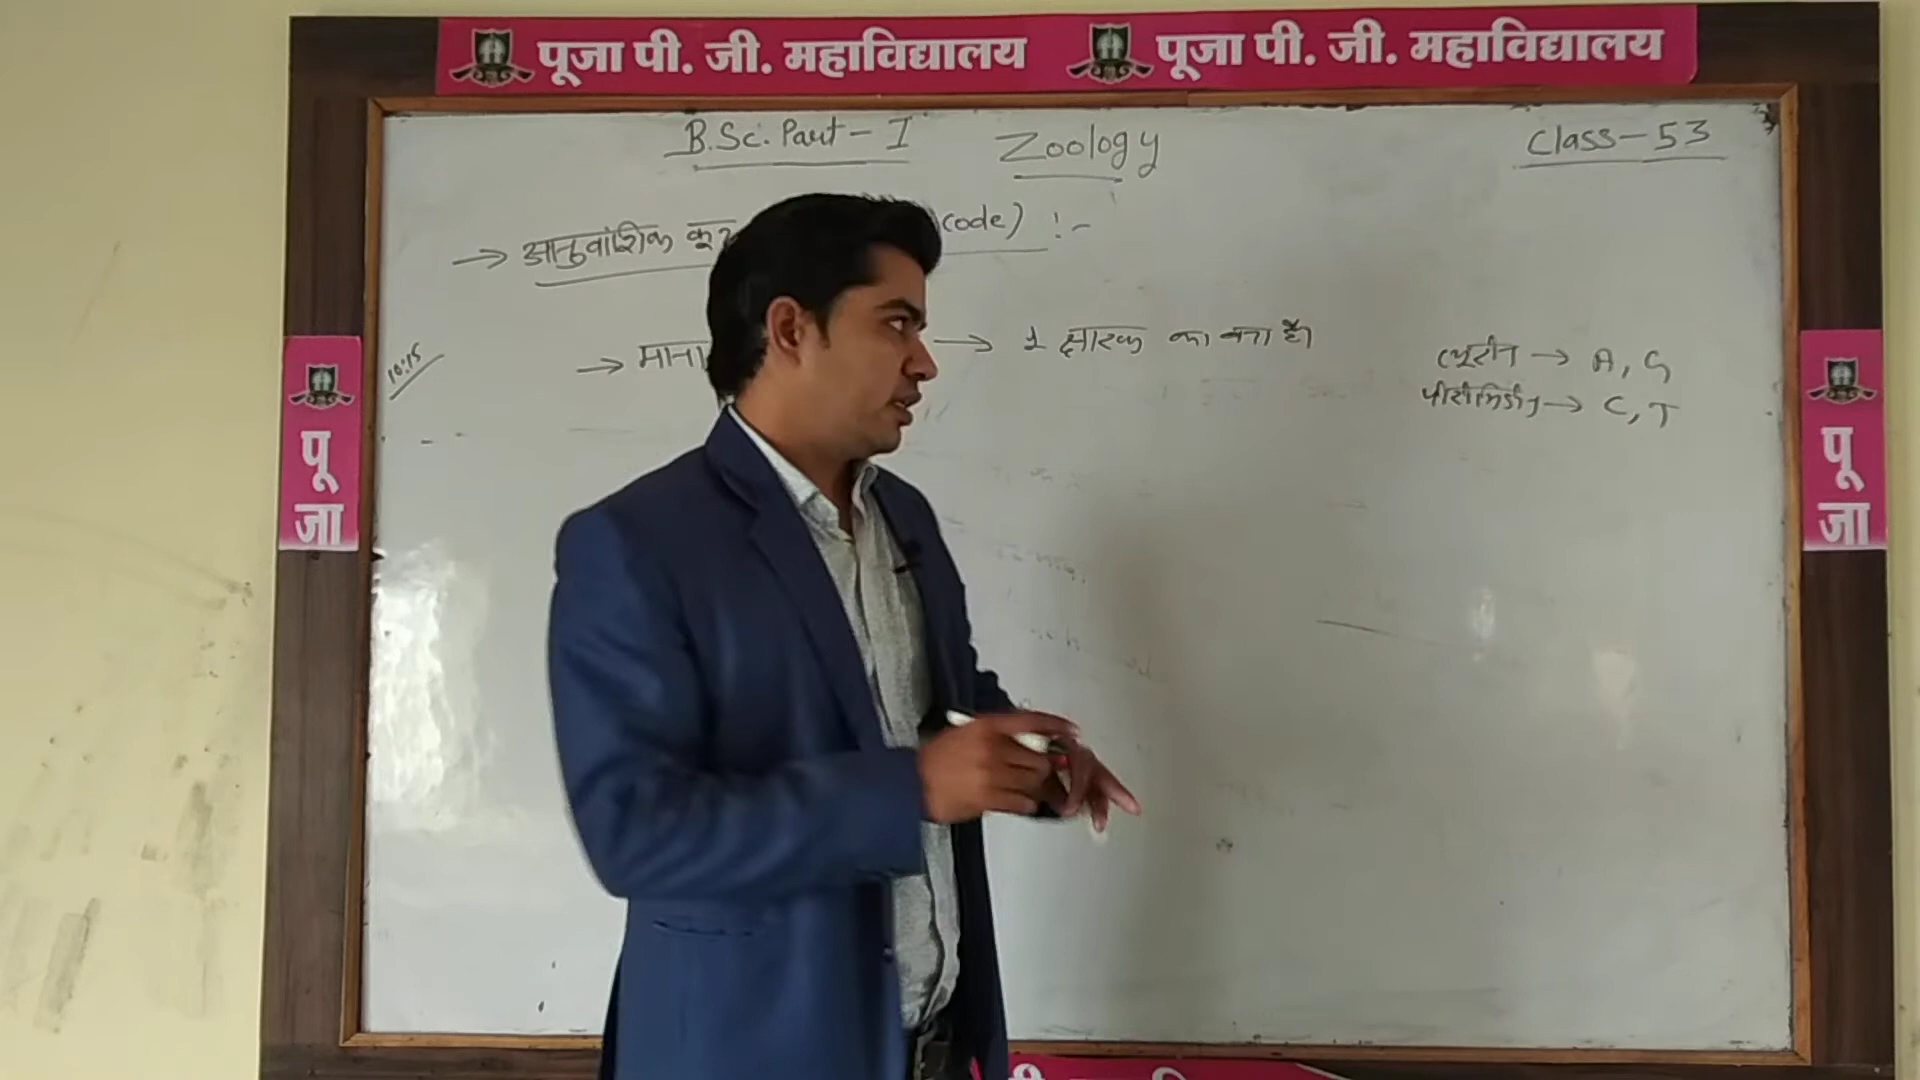 पूजा पी. जी. महाविद्यालय पूजा पी. जी. महाविद्यालय
B.Sc. Part - I Zoology Class - 53
→ आनुवांशिक code) :-
→ माना → 1 क्षारक का बना है।
10:15
→ A, G
पीरीमिडीन → C, T
पू
जा
पू
जा